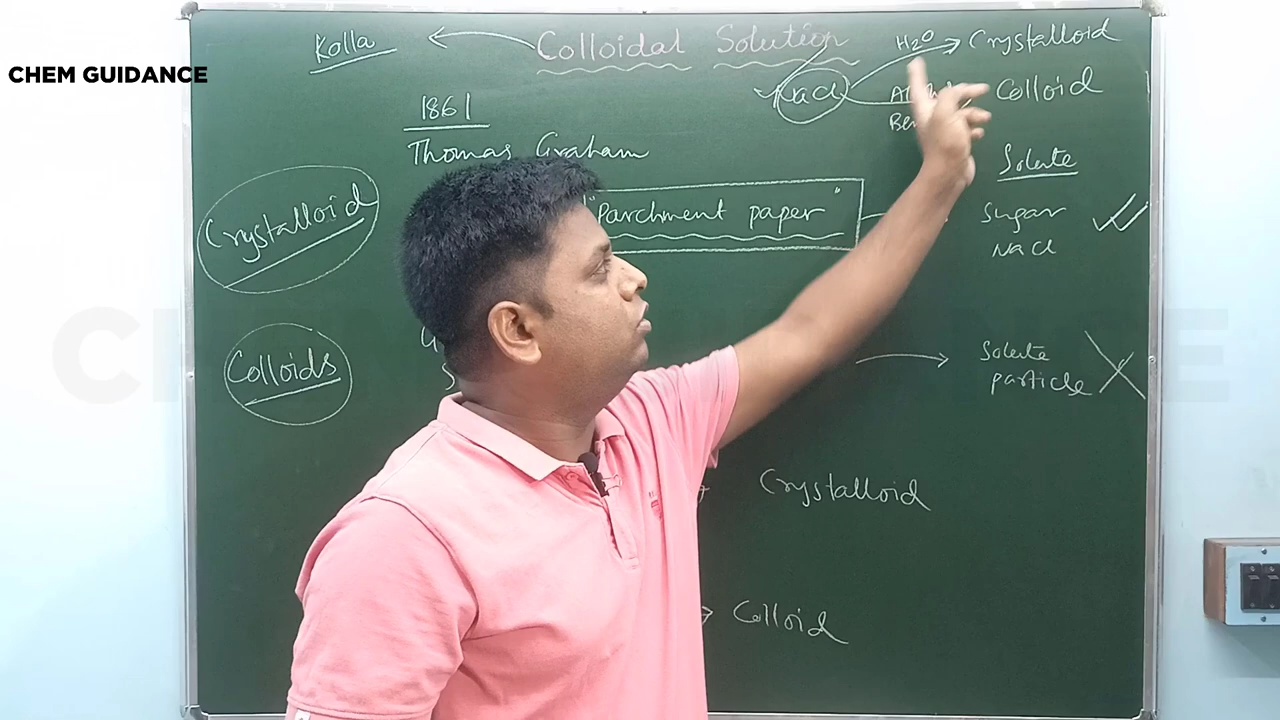 CHEM GUIDANCE
Kolla
Colloidal Solution
H2O
Crystalloid
NaCl
Colloid
1861
Thomas Graham
Solute
Crystalloid
"Parchment paper"
Sugar
NaCl
Colloids
Solute
particle
Crystalloid
Colloid